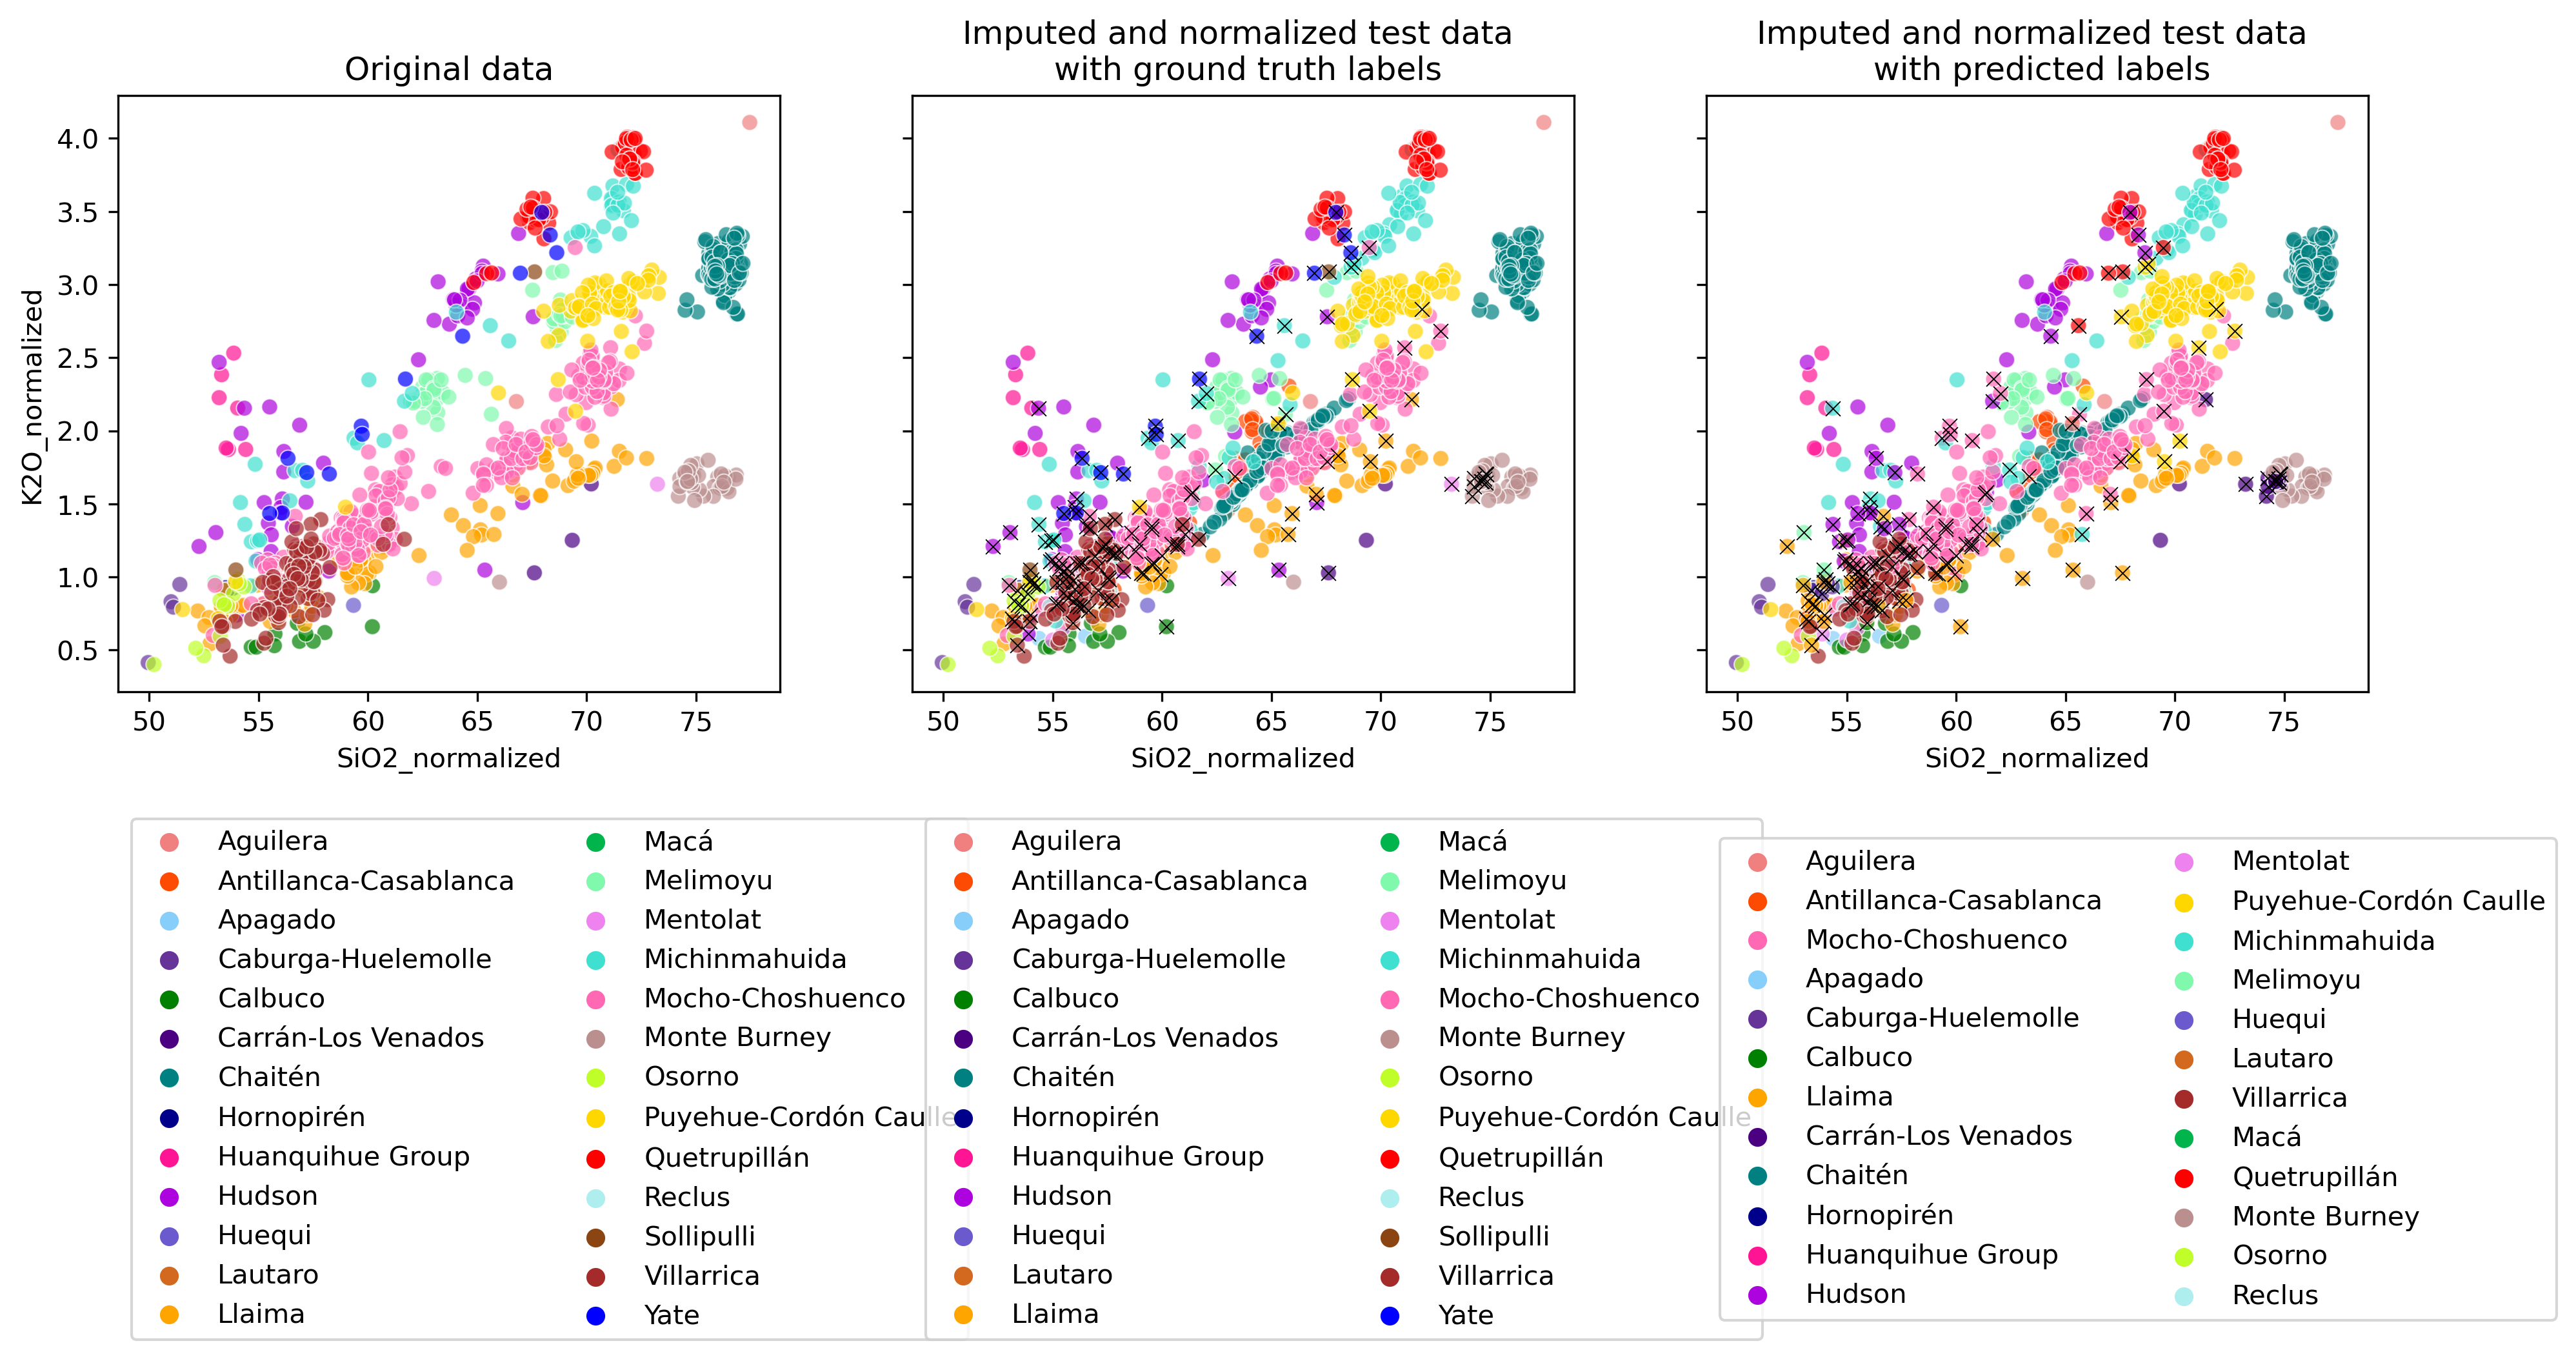 Original data
Imputed and normalized test data
with ground truth labels
Imputed and normalized test data
with predicted labels
K2O_normalized
4.0
3.5
3.0
2.5
2.0
1.5
1.0
0.5
50 55 60 65 70 75
50 55 60 65 70 75
50 55 60 65 70 75
SiO2_normalized
SiO2_normalized
SiO2_normalized
Aguilera
Antillanca-Casablanca
Apagado
Caburga-Huelemolle
Calbuco
Carrán-Los Venados
Chaitén
Hornopirén
Huanquihue Group
Hudson
Huequi
Lautaro
Llaima
Macá
Melimoyu
Mentolat
Michinmahuida
Mocho-Choshuenco
Monte Burney
Osorno
Puyehue-Cordón Caulle
Quetrupillán
Reclus
Sollipulli
Villarrica
Yate
Aguilera
Antillanca-Casablanca
Apagado
Caburga-Huelemolle
Calbuco
Carrán-Los Venados
Chaitén
Hornopirén
Huanquihue Group
Hudson
Huequi
Lautaro
Llaima
Macá
Melimoyu
Mentolat
Michinmahuida
Mocho-Choshuenco
Monte Burney
Osorno
Puyehue-Cordón Caulle
Quetrupillán
Reclus
Sollipulli
Villarrica
Yate
Aguilera
Antillanca-Casablanca
Mocho-Choshuenco
Apagado
Caburga-Huelemolle
Calbuco
Llaima
Carrán-Los Venados
Chaitén
Hornopirén
Huanquihue Group
Hudson
Mentolat
Puyehue-Cordón Caulle
Michinmahuida
Melimoyu
Huequi
Lautaro
Villarrica
Macá
Quetrupillán
Monte Burney
Osorno
Reclus